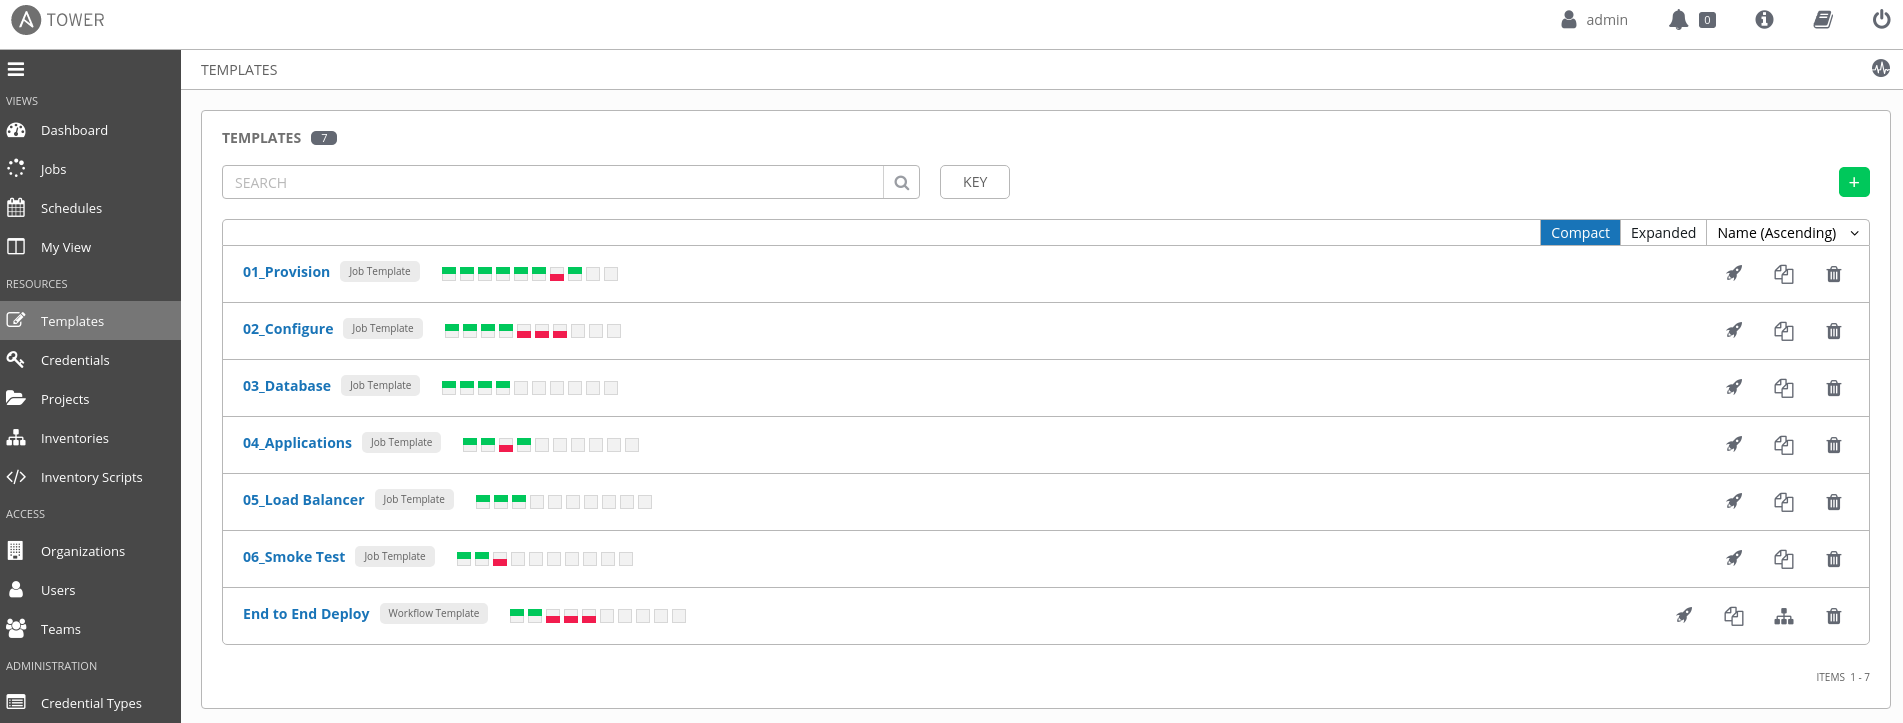 TOWER
admin
0
VIEWS
Dashboard
Jobs
Schedules
My View
RESOURCES
Templates
Credentials
Projects
Inventories
Inventory Scripts
ACCESS
Organizations
Users
Teams
ADMINISTRATION
Credential Types
TEMPLATES
TEMPLATES 7
SEARCH
KEY
+
Compact Expanded Name (Ascending)
01_Provision Job Template
02_Configure Job Template
03_Database Job Template
04_Applications Job Template
05_Load Balancer Job Template
06_Smoke Test Job Template
End to End Deploy Workflow Template
ITEMS 1 - 7